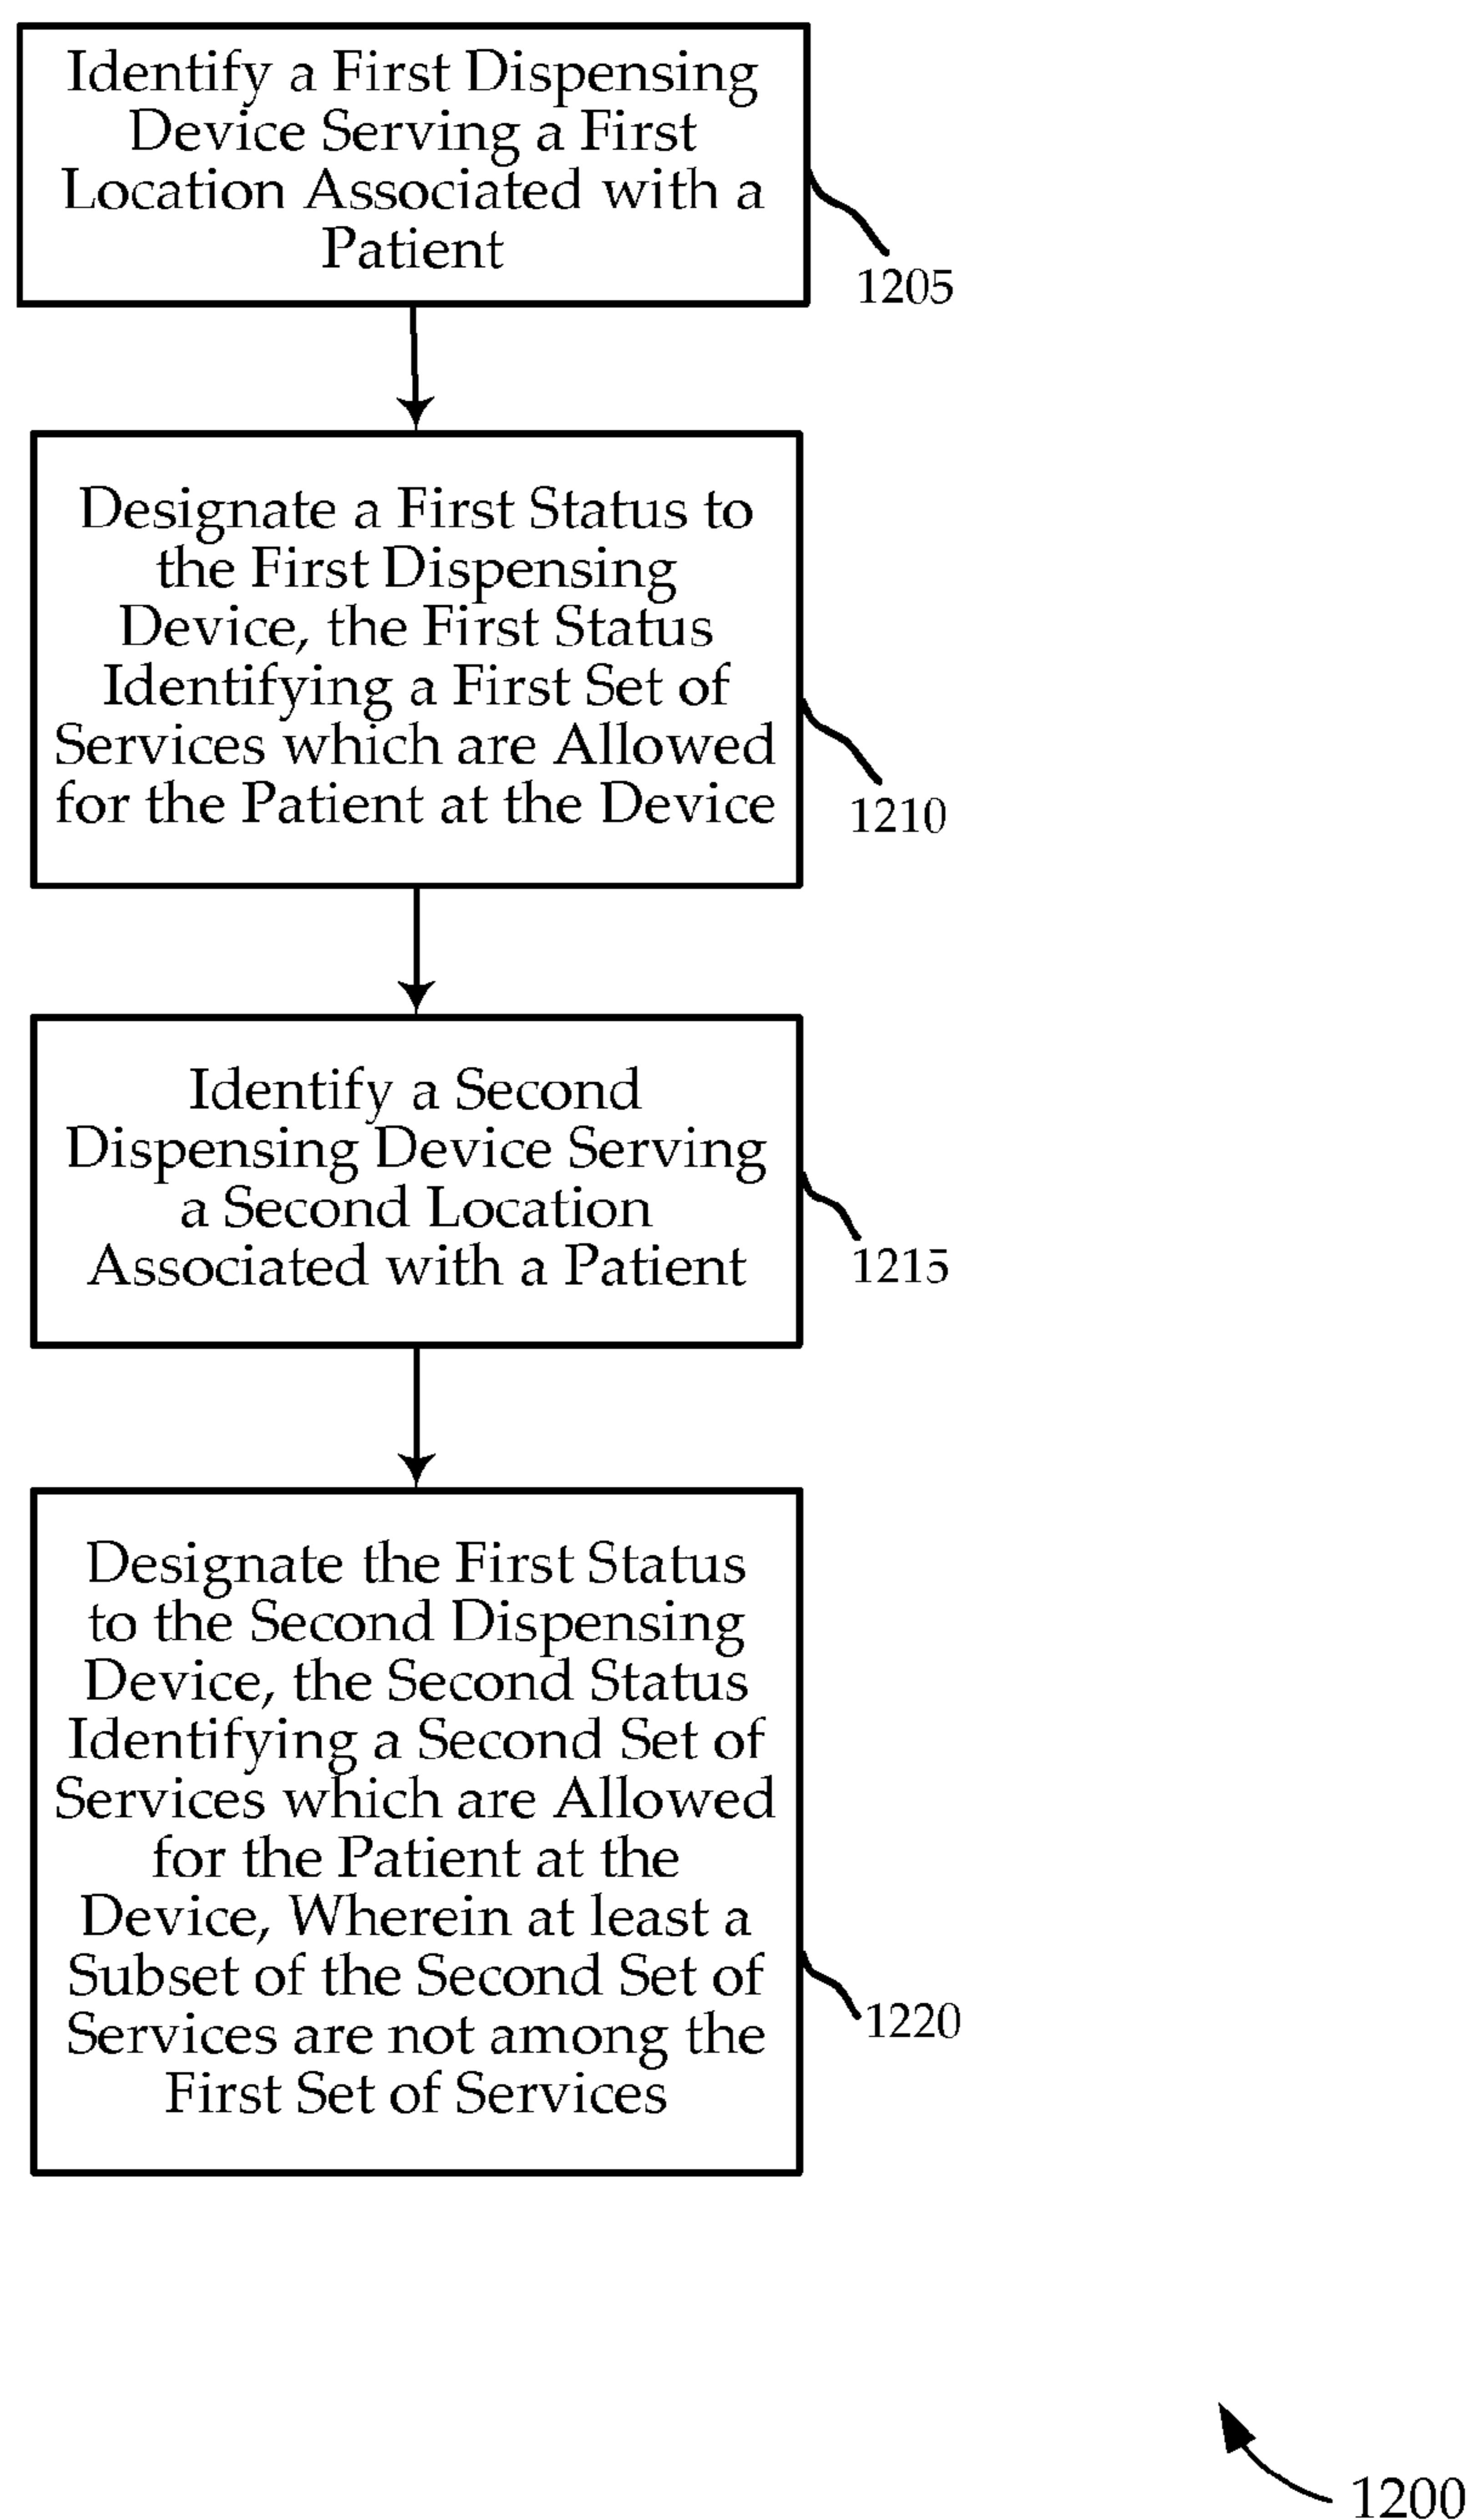 Identify a First Dispensing
Device Serving a First
Location Associated with a
Patient
1205
Designate a First Status to
the First Dispensing
Device, the First Status
Identifying a First Set of
Services which are Allowed
for the Patient at the Device
1210
Identify a Second
Dispensing Device Serving
a Second Location
Associated with a Patient
1215
Designate the First Status
to the Second Dispensing
Device, the Second Status
Identifying a Second Set of
Services which are Allowed
for the Patient at the
Device, Wherein at least a
Subset of the Second Set of
Services are not among the
First Set of Services
1220
1200